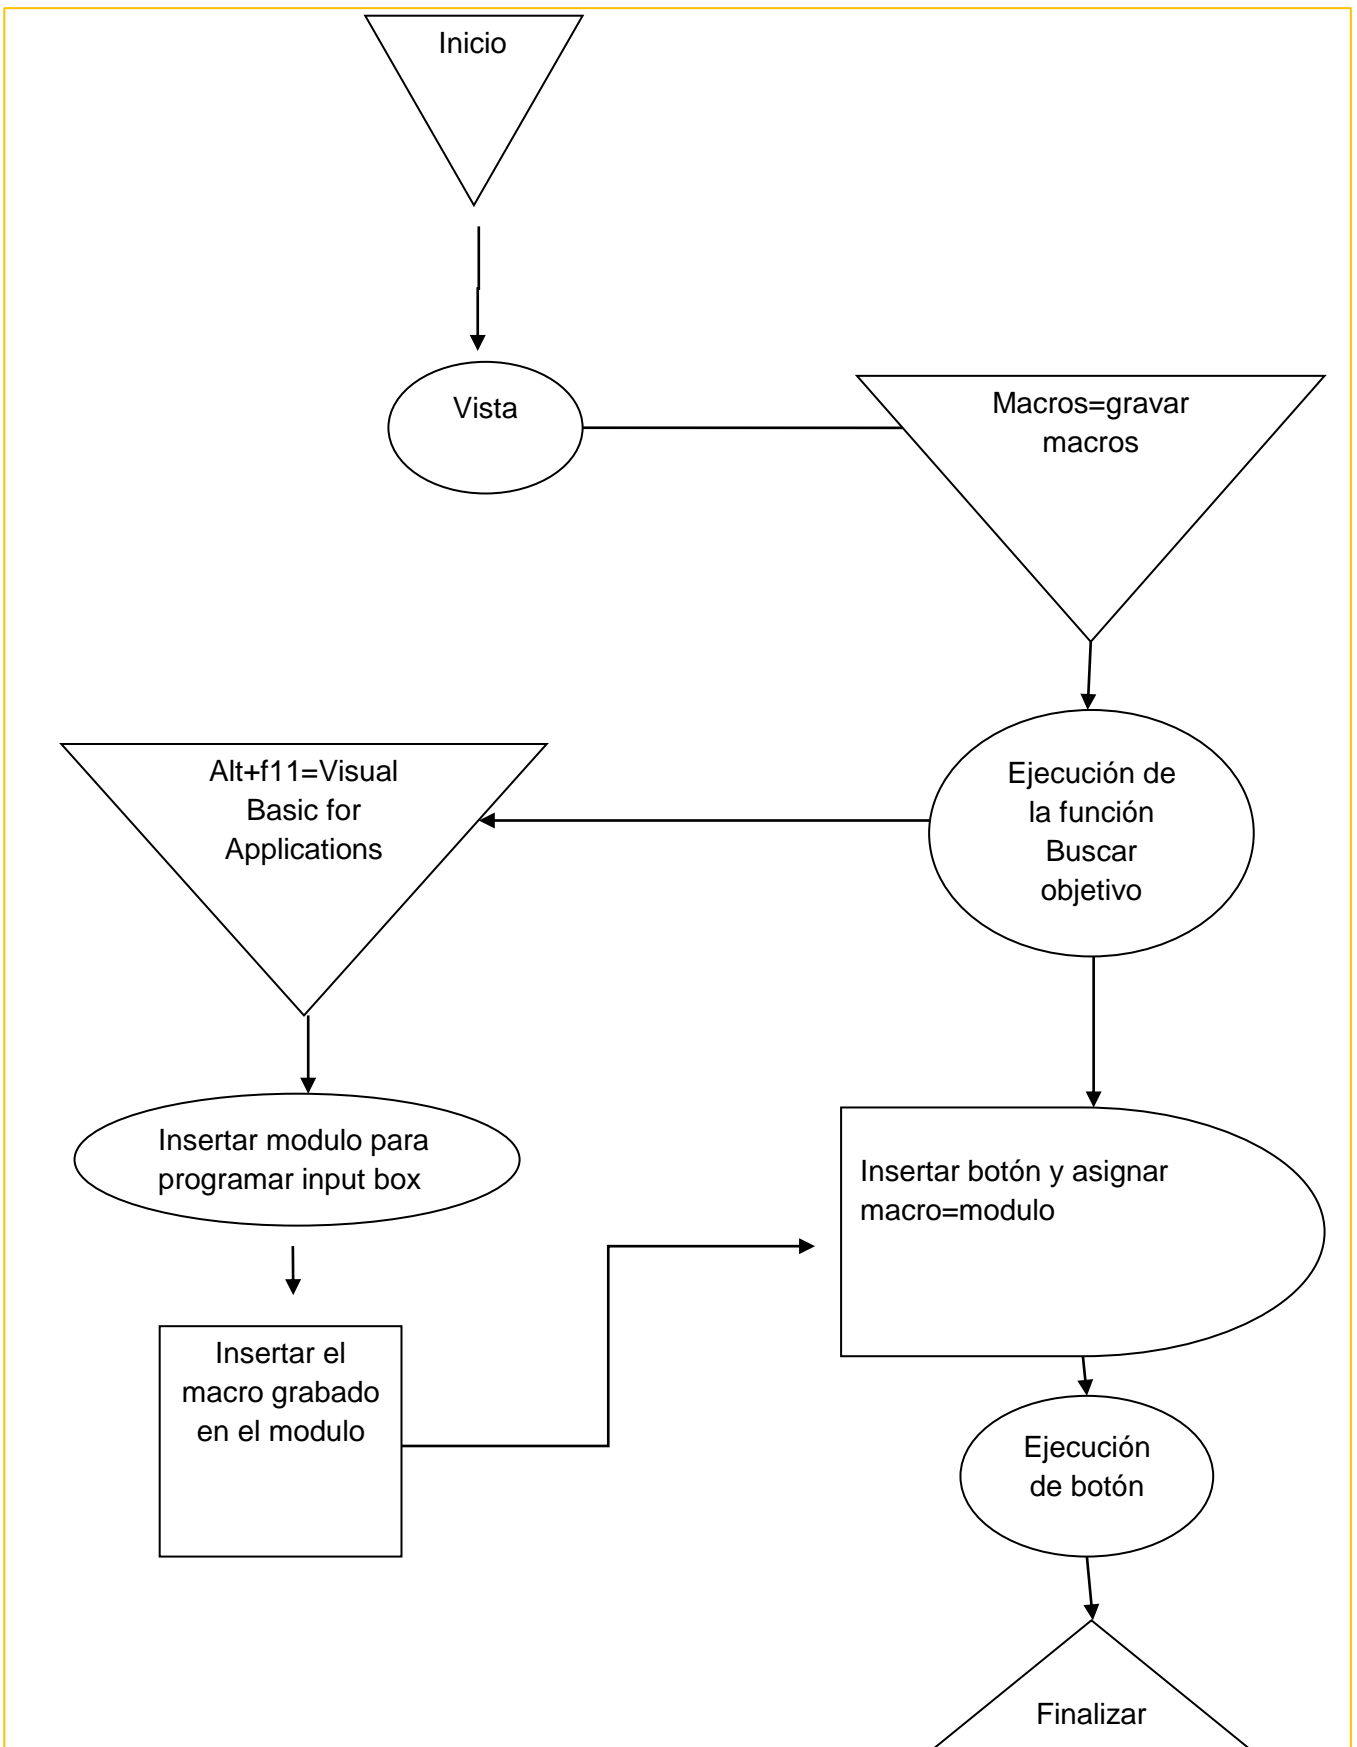 Inicio
Vista
Macros=gravar
macros
Ejecución de
la función
Buscar
objetivo
Alt+f11=Visual
Basic for
Applications
Insertar modulo para
programar input box
Insertar el
macro grabado
en el modulo
Insertar botón y asignar
macro=modulo
Ejecución
de botón
Finalizar